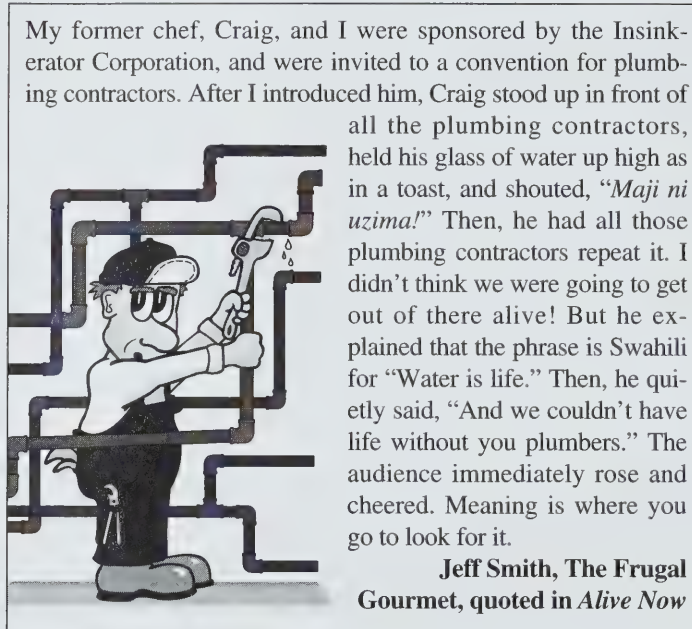 My former chef, Craig, and I were sponsored by the Insink-
erator Corporation, and were invited to a convention for plumb-
ing contractors. After I introduced him, Craig stood up in front of
all the plumbing contractors,
held his glass of water up high as
in a toast, and shouted, “Maji ni
uzima!” Then, he had all those
plumbing contractors repeat it. I
didn’t think we were going to get
out of there alive! But he ex-
plained that the phrase is Swahili
for “Water is life.” Then, he qui-
etly said, “And we couldn’t have
life without you plumbers.” The
audience immediately rose and
cheered. Meaning is where you
go to look for it.
Jeff Smith, The Frugal
Gourmet, quoted in Alive Now